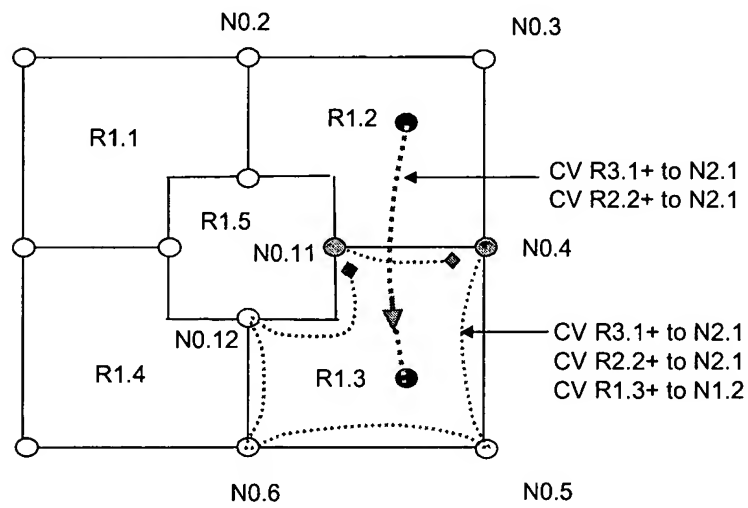 N0.2
N0.3
R1.2
R1.1
CV R3.1+ to N2.1
CV R2.2+ to N2.1
R1.5
N0.11
N0.4
N0.12
CV R3.1+ to N2.1
CV R2.2+ to N2.1
CV R1.3+ to N1.2
R1.4
R1.3
N0.6
N0.5